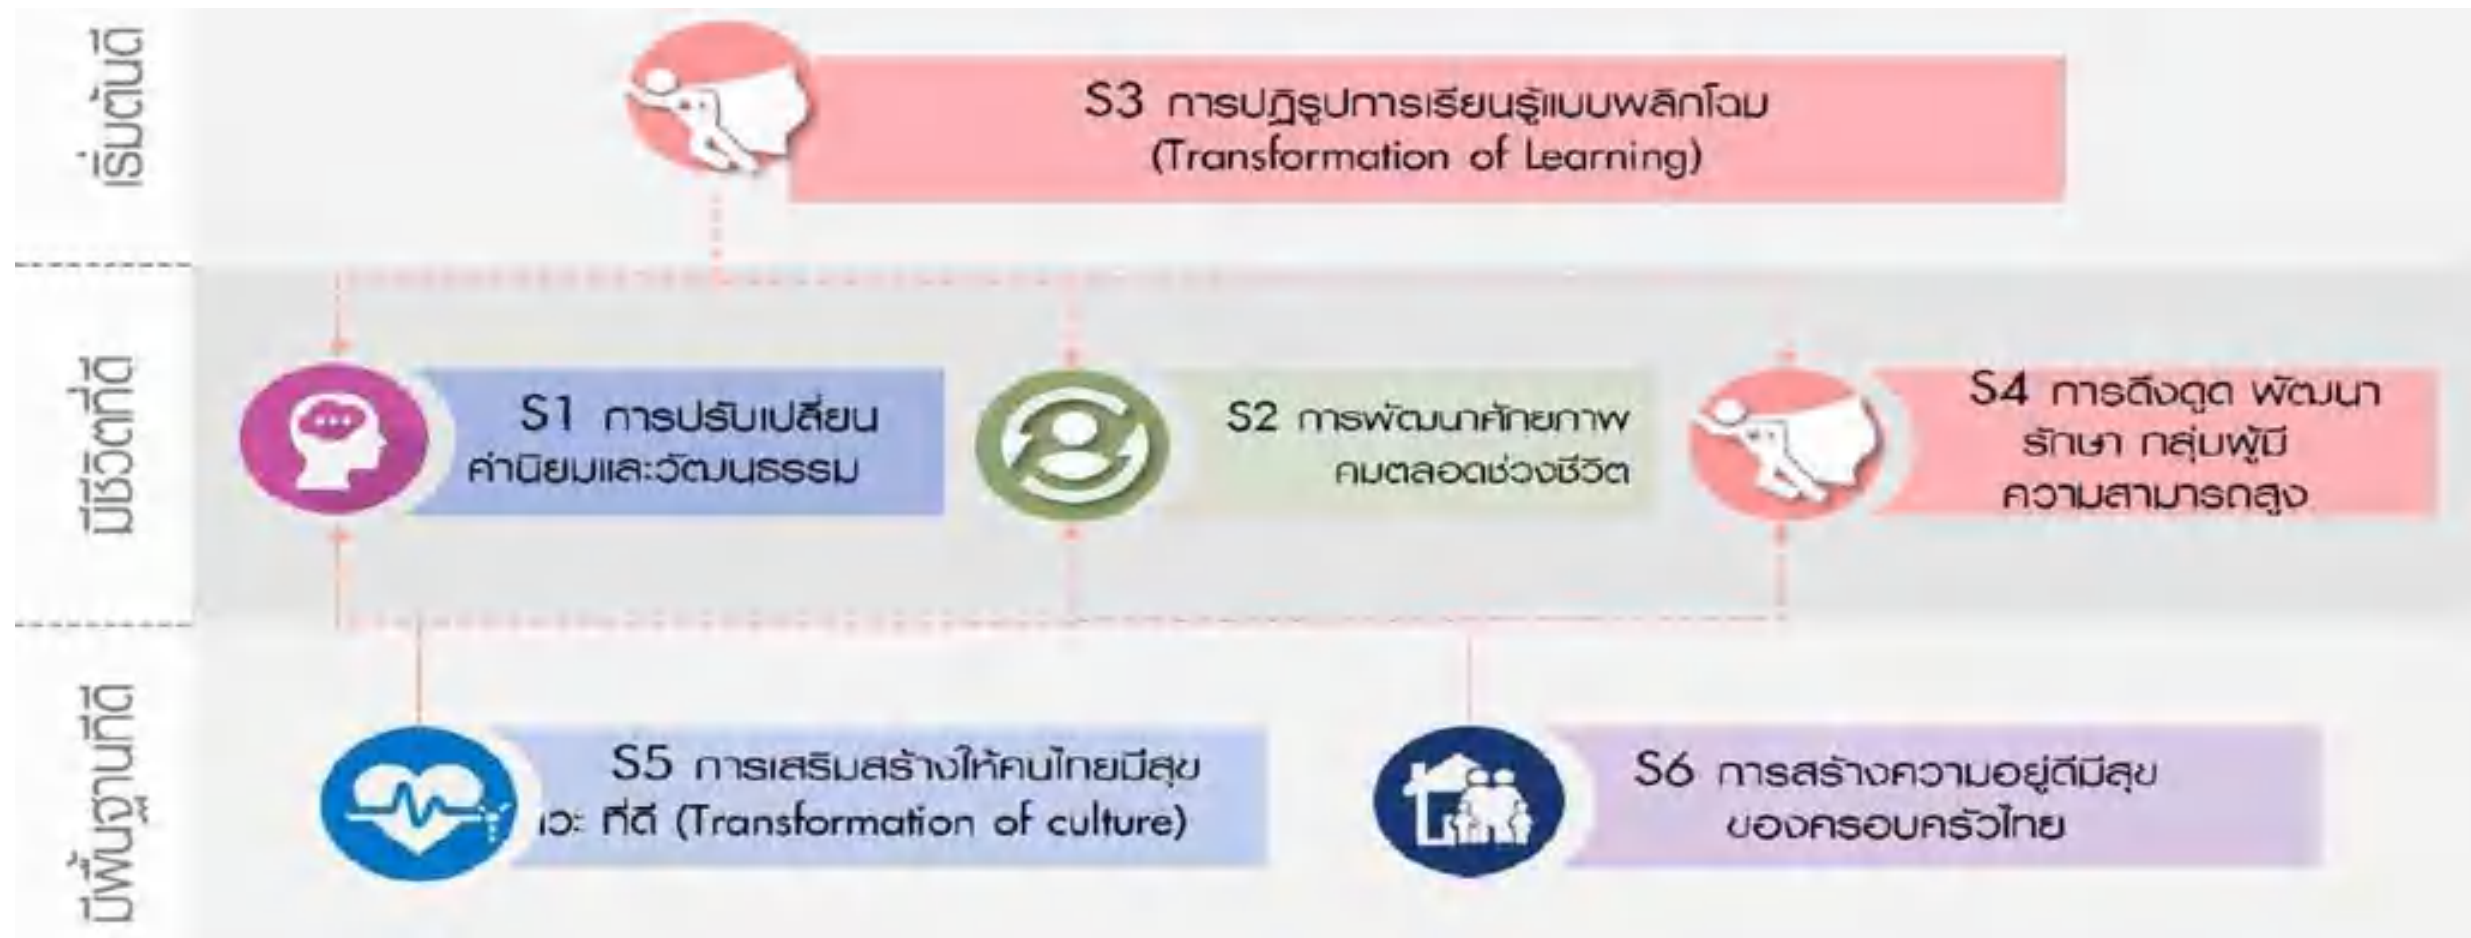 เริ่มต้นดี
S3 การปฏิรูปการเรียนรู้แบบพลิกโฉม
(Transformation of Learning)
มีชีวิตที่ดี
S1 การปรับเปลี่ยน
ค่านิยมและวัฒนธรรม
S2 การพัฒนาศักยภาพ
คนตลอดช่วงชีวิต
S4 การดึงดูด พัฒนา
รักษา กลุ่มผู้มี
ความสามารถสูง
มีพื้นฐานที่ดี
S5 การเสริมสร้างให้คนไทยมีสุข
าวะ ที่ดี (Transformation of culture)
S6 การสร้างความอยู่ดีมีสุข
ของครอบครัวไทย